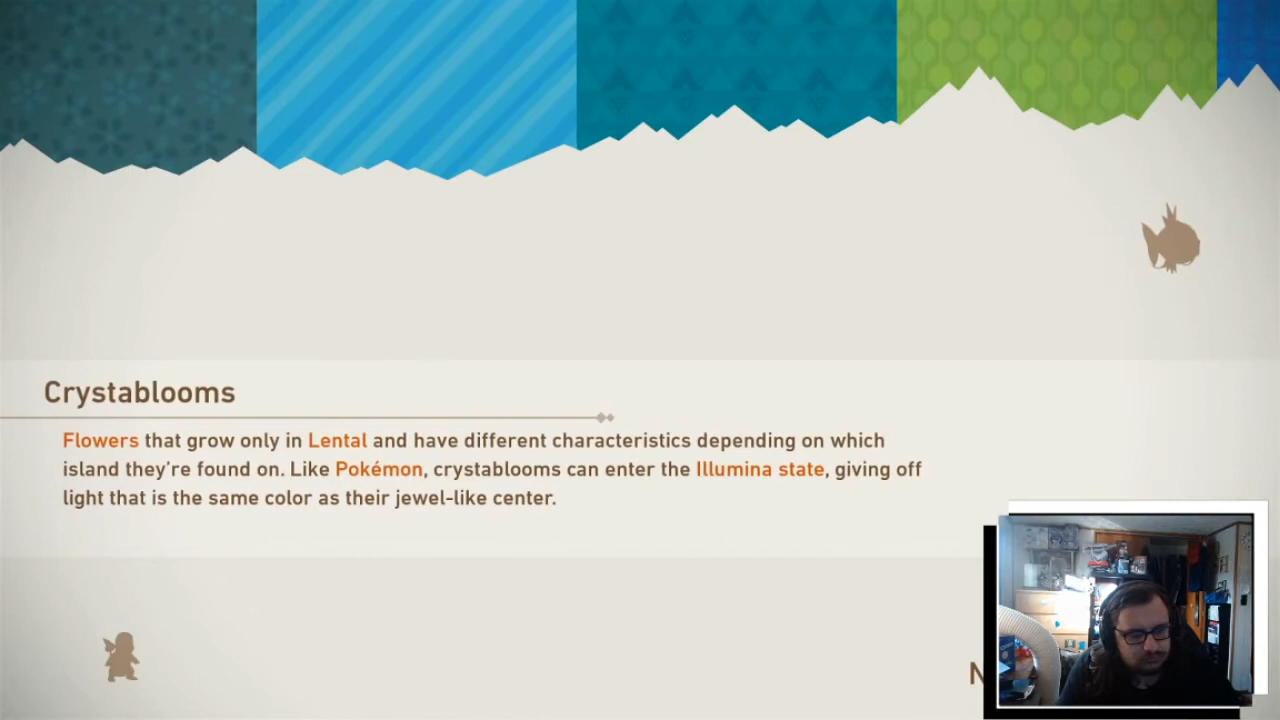 Crystablooms
Flowers that grow only in Lental and have different characteristics depending on which
island they're found on. Like Pokémon, crystablooms can enter the Illumina state, giving off
light that is the same color as their jewel-like center.